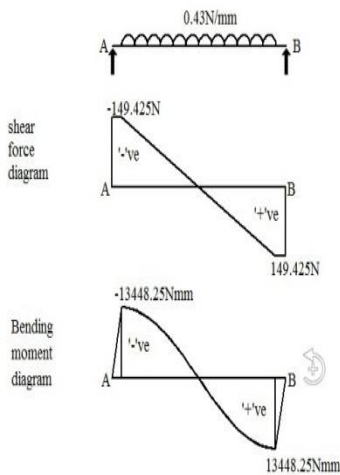 0.43N/mm
A B
-149.425N
shear
force
diagram
'-'ve
A B
'+'ve
149.425N
-13448.25Nmm
Bending
moment
diagram
'-'ve
A B
'+'ve
13448.25Nmm